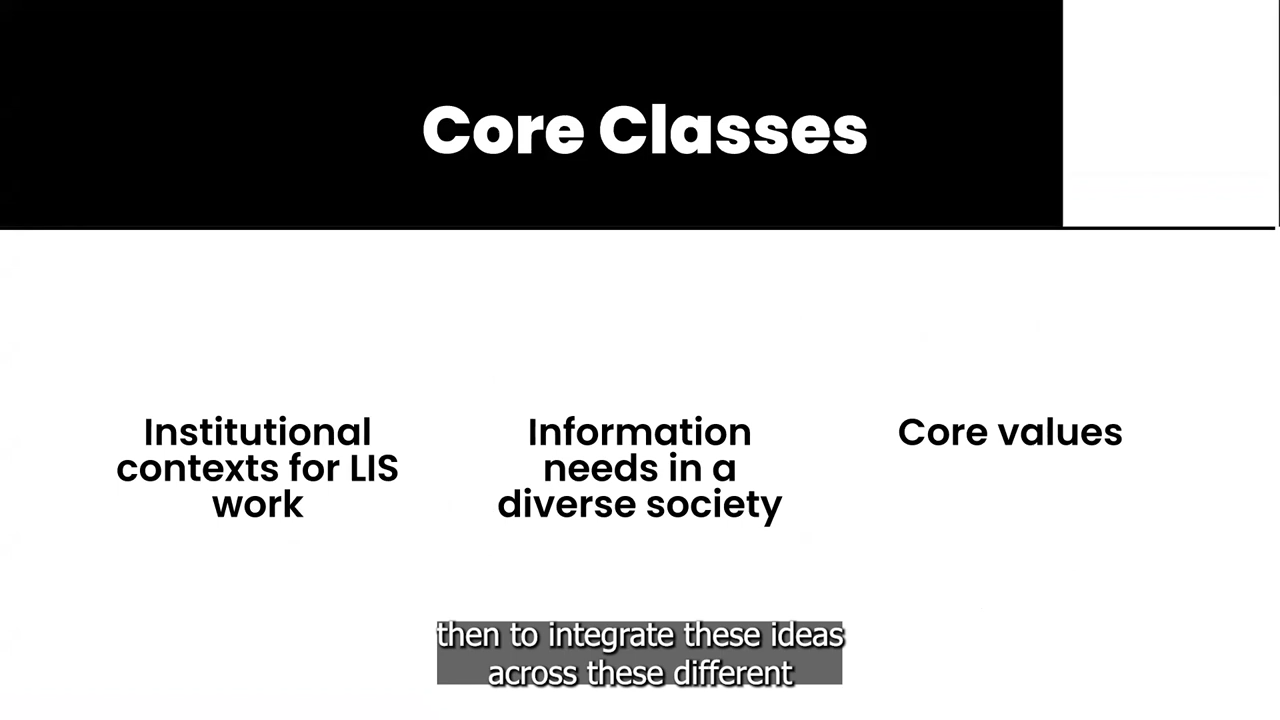 Core Classes
Institutional
contexts for LIS
work
Information
needs in a
diverse society
Core values
then to integrate these ideas
across these different